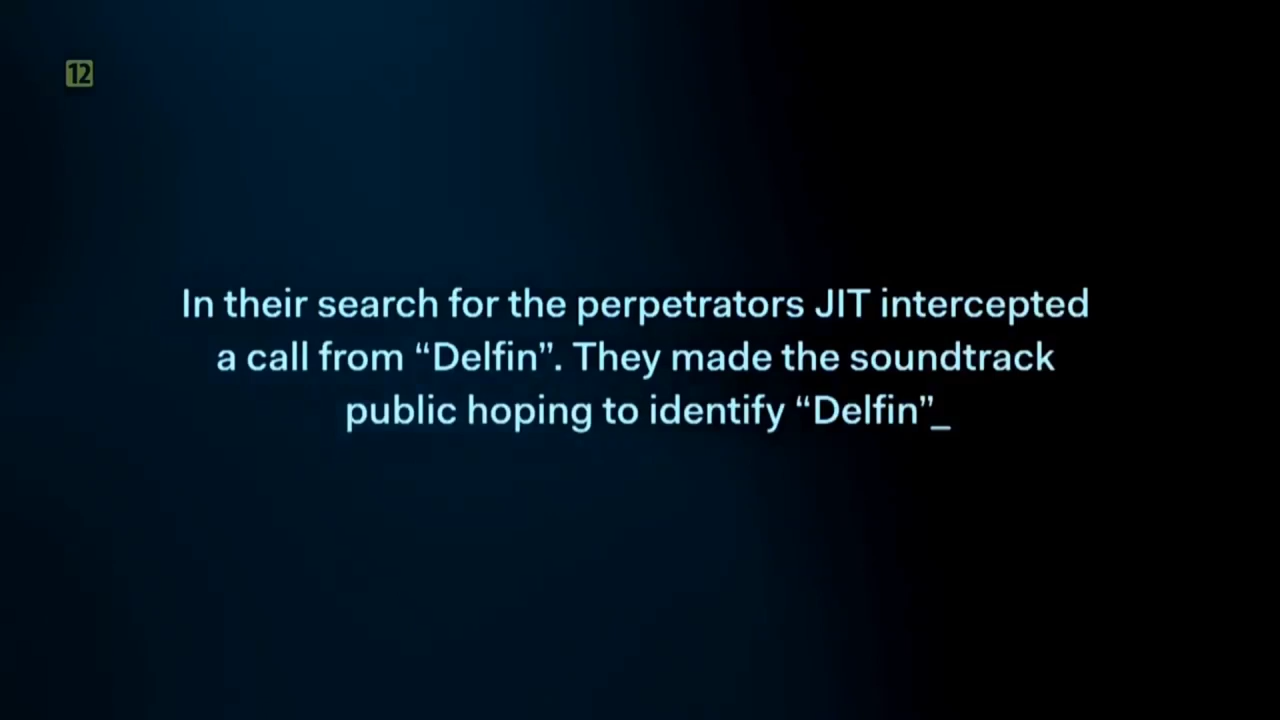 12
In their search for the perpetrators JIT intercepted
a call from “Delfin”. They made the soundtrack
public hoping to identify “Delfin”_